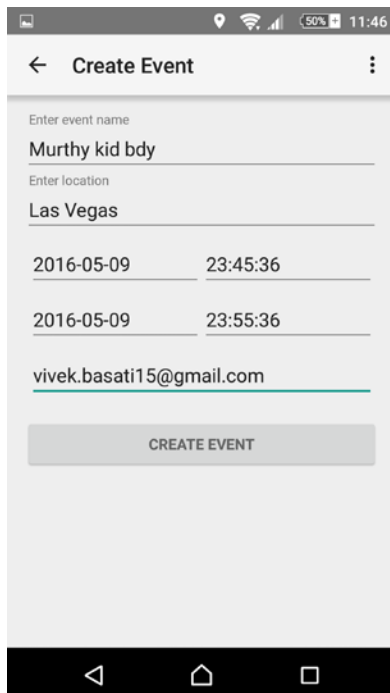 50% 11:46
Create Event
Enter event name
Murthy kid bdy
Enter location
Las Vegas
2016-05-09 23:45:36
2016-05-09 23:55:36
vivek.basati15@gmail.com
CREATE EVENT